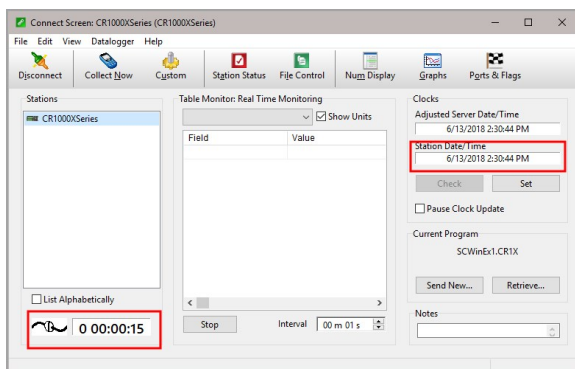 Connect Screen: CR1000XSeries (CR1000XSeries)
File Edit View Datalogger Help
Disconnect Collect Now Custom Station Status File Control Num Display Graphs Ports & Flags
Stations
CR1000XSeries
List Alphabetically
0 00:00:15
Table Monitor: Real Time Monitoring
Show Units
Field Value
Stop Interval 00 m 01 s
Clocks
Adjusted Server Date/Time
6/13/2018 2:30:44 PM
Station Date/Time
6/13/2018 2:30:44 PM
Check Set
Pause Clock Update
Current Program
SCWinEx1.CR1X
Send New... Retrieve...
Notes